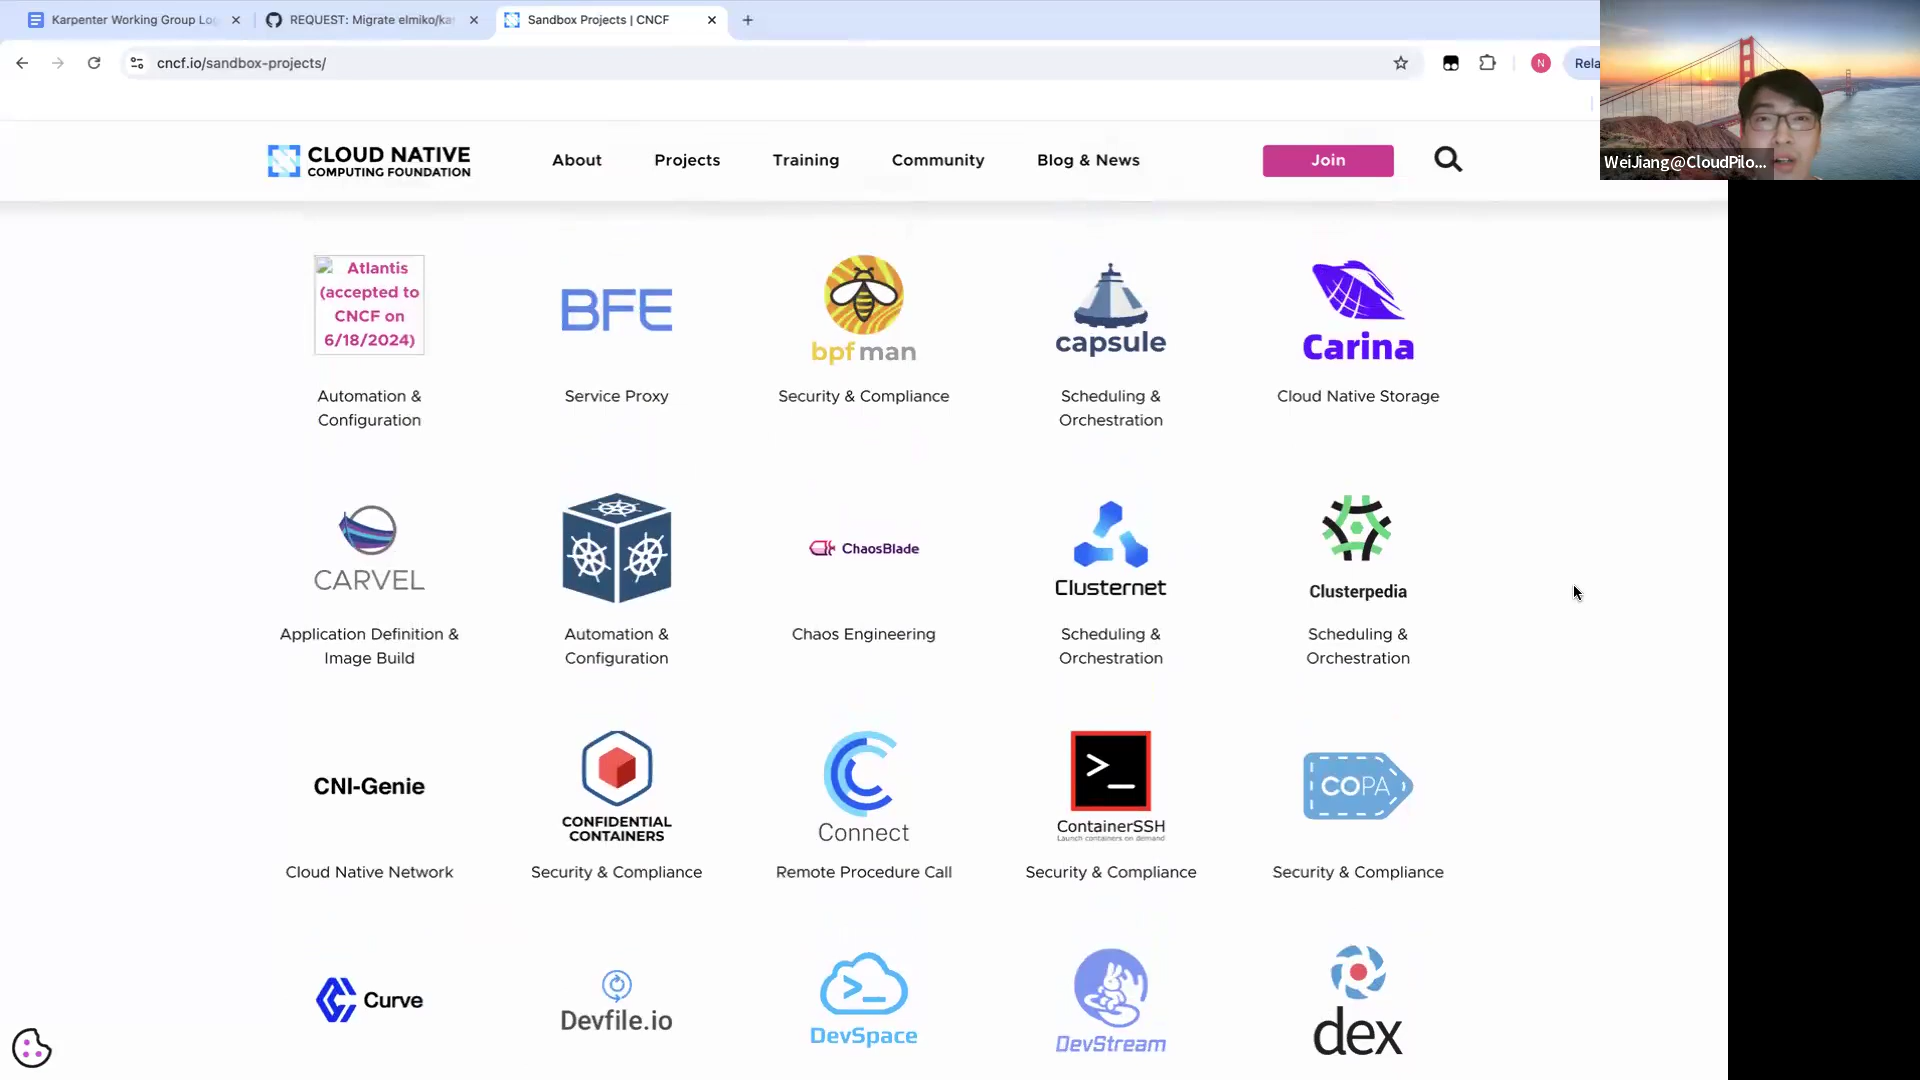 Karpenter Working Group Lo
REQUEST: Migrate elmiko/ka
Sandbox Projects | CNCF
cncf.io/sandbox-projects/
N
Rela
WeiJiang@CloudPilo...
CLOUD NATIVE
COMPUTING FOUNDATION
About
Projects
Training
Community
Blog & News
Join
Atlantis
(accepted to
CNCF on
6/18/2024)
BFE
bpfman
capsule
Carina
Automation &
Configuration
Service Proxy
Security & Compliance
Scheduling &
Orchestration
Cloud Native Storage
CARVEL
ChaosBlade
Clusternet
Clusterpedia
Application Definition &
Image Build
Automation &
Configuration
Chaos Engineering
Scheduling &
Orchestration
Scheduling &
Orchestration
CNI-Genie
CONFIDENTIAL
CONTAINERS
Connect
>_
ContainerSSH
Launch containers on demand
COPA
Cloud Native Network
Security & Compliance
Remote Procedure Call
Security & Compliance
Security & Compliance
Curve
Devfile.io
>_
DevSpace
DevStream
dex